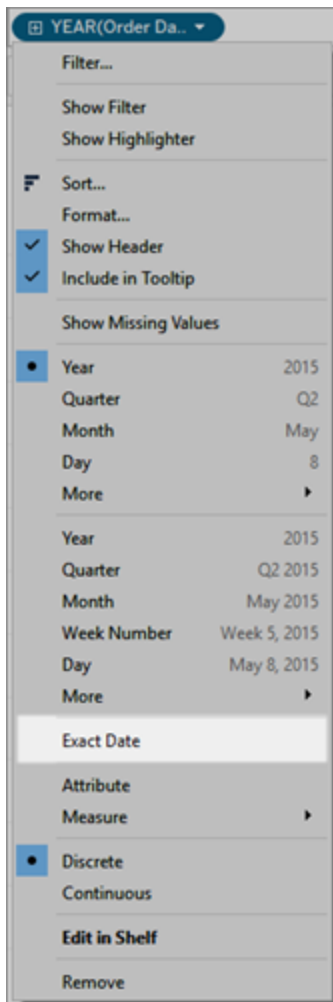 YEAR(Order Da..
Filter...
Show Filter
Show Highlighter
Sort...
Format...
Show Header
Include in Tooltip
Show Missing Values
Year 2015
Quarter Q2
Month May
Day 8
More
Year 2015
Quarter Q2 2015
Month May 2015
Week Number Week 5, 2015
Day May 8, 2015
More
Exact Date
Attribute
Measure
Discrete
Continuous
Edit in Shelf
Remove